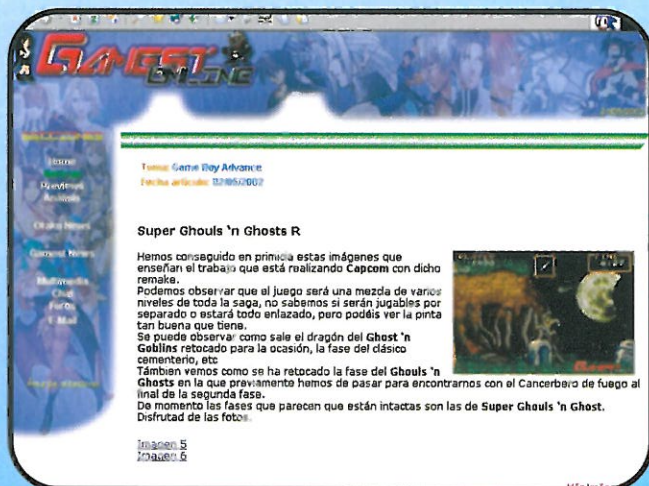 GAMEST
ONLINE
Home
Previews
Análisis
Otaku News
Gamest News
Multimedia
Chat
Foros
E-Mail
Tema: Game Boy Advance
Fecha artículo: 02/05/2002
Super Ghouls 'n Ghosts R
Hemos conseguido en primicia estas imágenes que
enseñan el trabajo que está realizando Capcom con dicho
remake.
Podemos observar que el juego será una mezda de varios
niveles de toda la saga, no sabemos si serán jugables por
separado o estará todo enlazado, pero podéis ver la pinta
tan buena que tiene.
Se puede observar como sale el dragón del Ghost 'n
Goblins retocado para la ocasión, la fase del clásico
cementerio, etc
Támbien vemos como se ha retocado la fase del Ghouls 'n
Ghosts en la que previamente hemos de pasar para encontrarnos con el Cancerbero de fuego al
final de la segunda fase.
De momento las fases que parecen que están intactas son las de Super Ghouls 'n Ghost.
Disfrutad de las fotos.
Imagen 5
Imagen 6